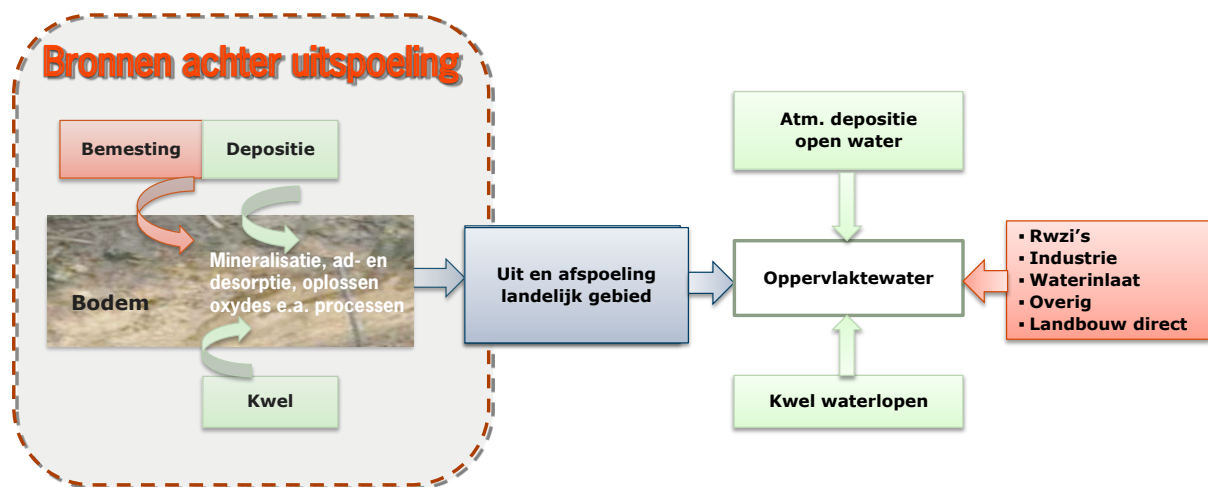 Bronnen achter uitspoeling
Bemesting
Depositie
Mineralisatie, ad- en
desorptie, oplossen
oxydes e.a. processen
Bodem
Kwel
Uit en afspoeling
landelijk gebied
Atm. depositie
open water
Oppervlaktewater
Kwel waterlopen
▪ Rwzi’s
▪ Industrie
▪ Waterinlaat
▪ Overig
▪ Landbouw direct